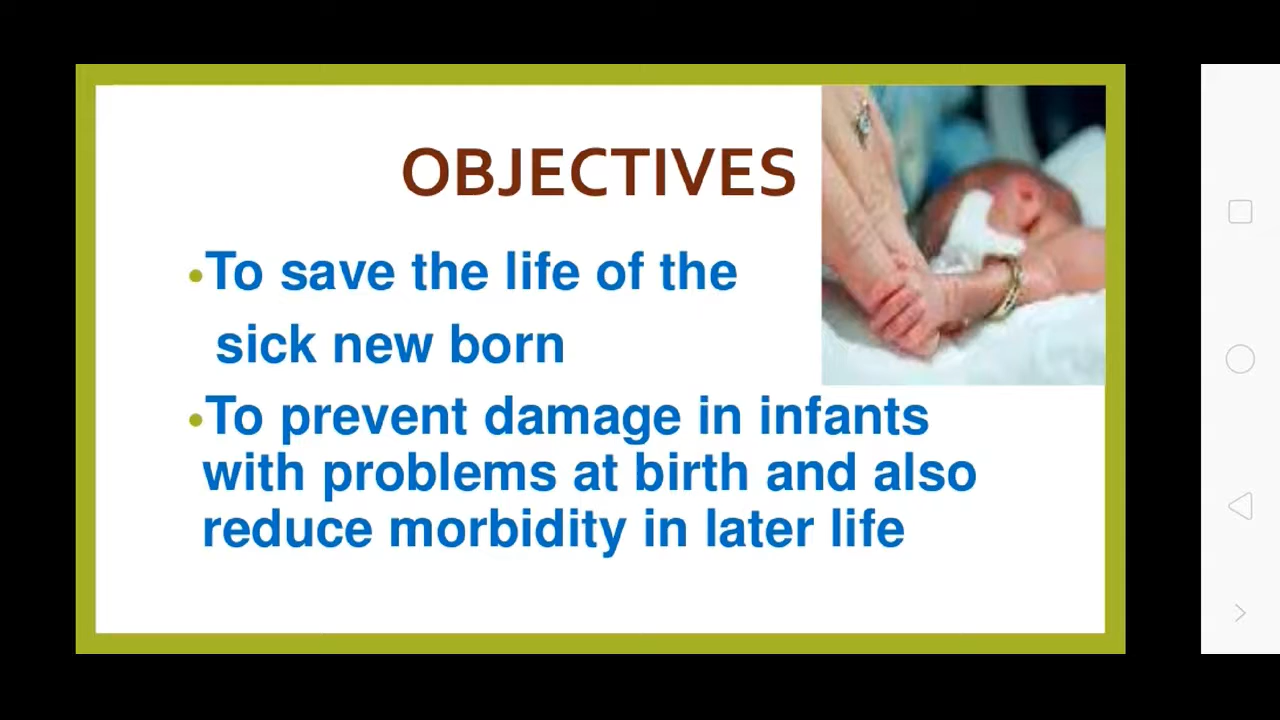 OBJECTIVES
•To save the life of the
sick new born
•To prevent damage in infants
with problems at birth and also
reduce morbidity in later life